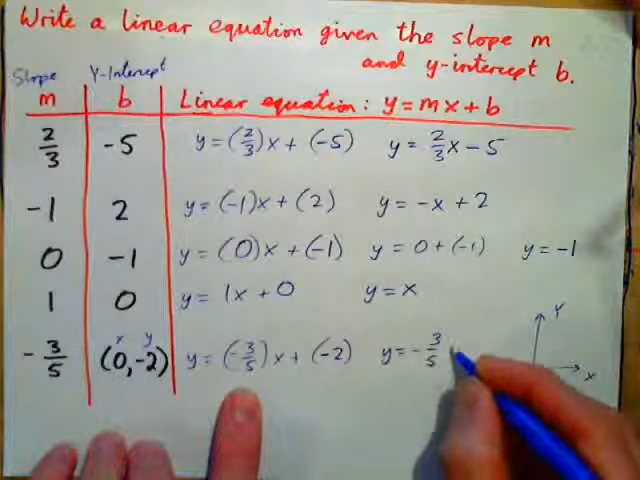 Write a linear equation given the slope m
and y-intercept b.
Slope Y-Intercept
m b Linear equation: y = mx + b
2/3 -5 y = (2/3)x + (-5) y = 2/3x - 5
-1 2 y = (-1)x + (2) y = -x + 2
0 -1 y = (0)x + (-1) y = 0 + (-1) y = -1
1 0 y = 1x + 0 y = x
x y
-3/5 (0,-2) y = (-3/5)x + (-2) y = -3/5
Y
X